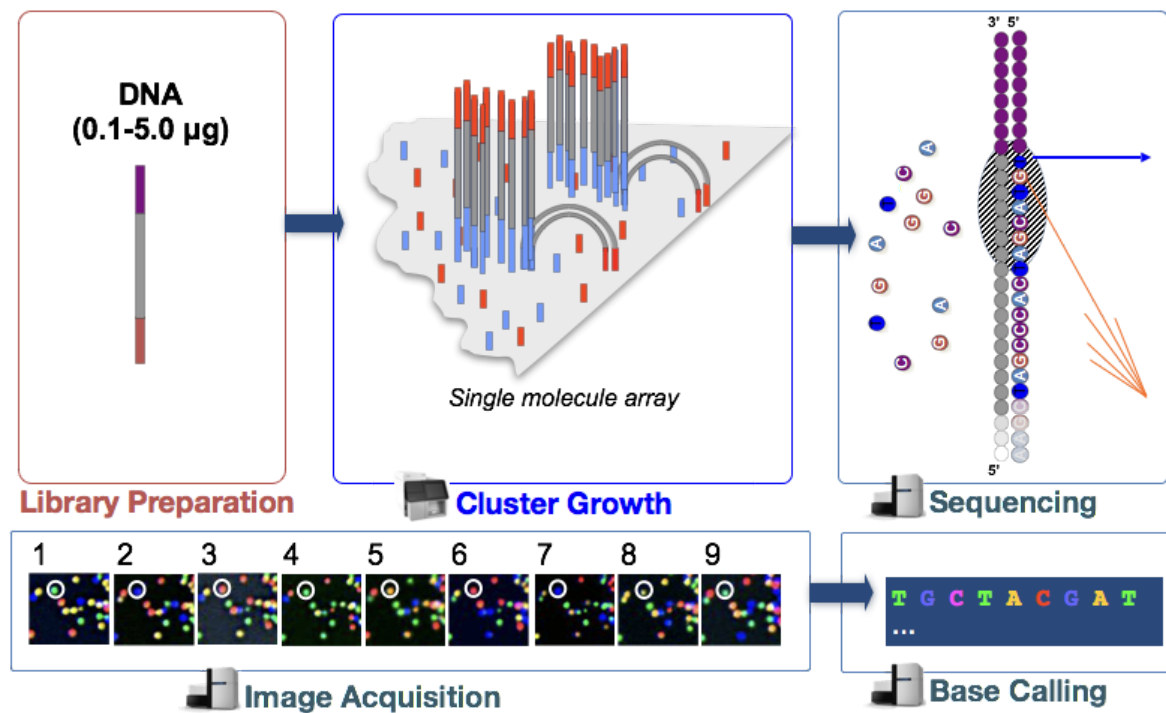 DNA
(0.1-5.0 µg)
Library Preparation
Single molecule array
Cluster Growth
3' 5'
A
C
G
G
C
A
G
A
G
C
5'
Sequencing
1 2 3 4 5 6 7 8 9
Image Acquisition
T G C T A C G A T
...
Base Calling